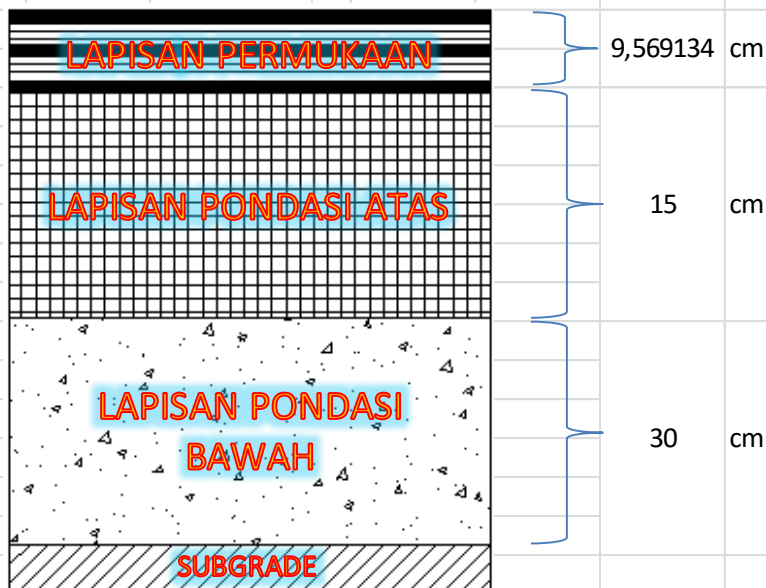 LAPISAN PERMUKAAN
9,569134 cm
LAPISAN PONDASI ATAS
15 cm
LAPISAN PONDASI
BAWAH
30 cm
SUBGRADE